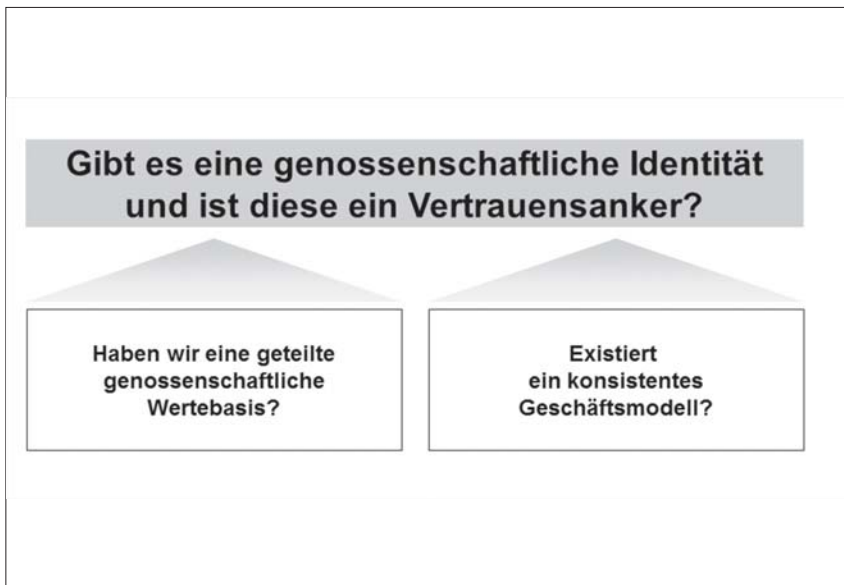 Gibt es eine genossenschaftliche Identität
und ist diese ein Vertrauensanker?
Haben wir eine geteilte
genossenschaftliche
Wertebasis?
Existiert
ein konsistentes
Geschäftsmodell?